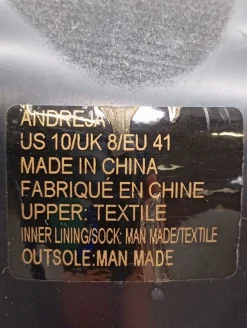 ANDREJA
US 10/UK 8/EU 41
MADE IN CHINA
FABRIQUÉ EN CHINE
UPPER: TEXTILE
INNER LINING/SOCK: MAN MADE/TEXTILE
OUTSOLE:MAN MADE